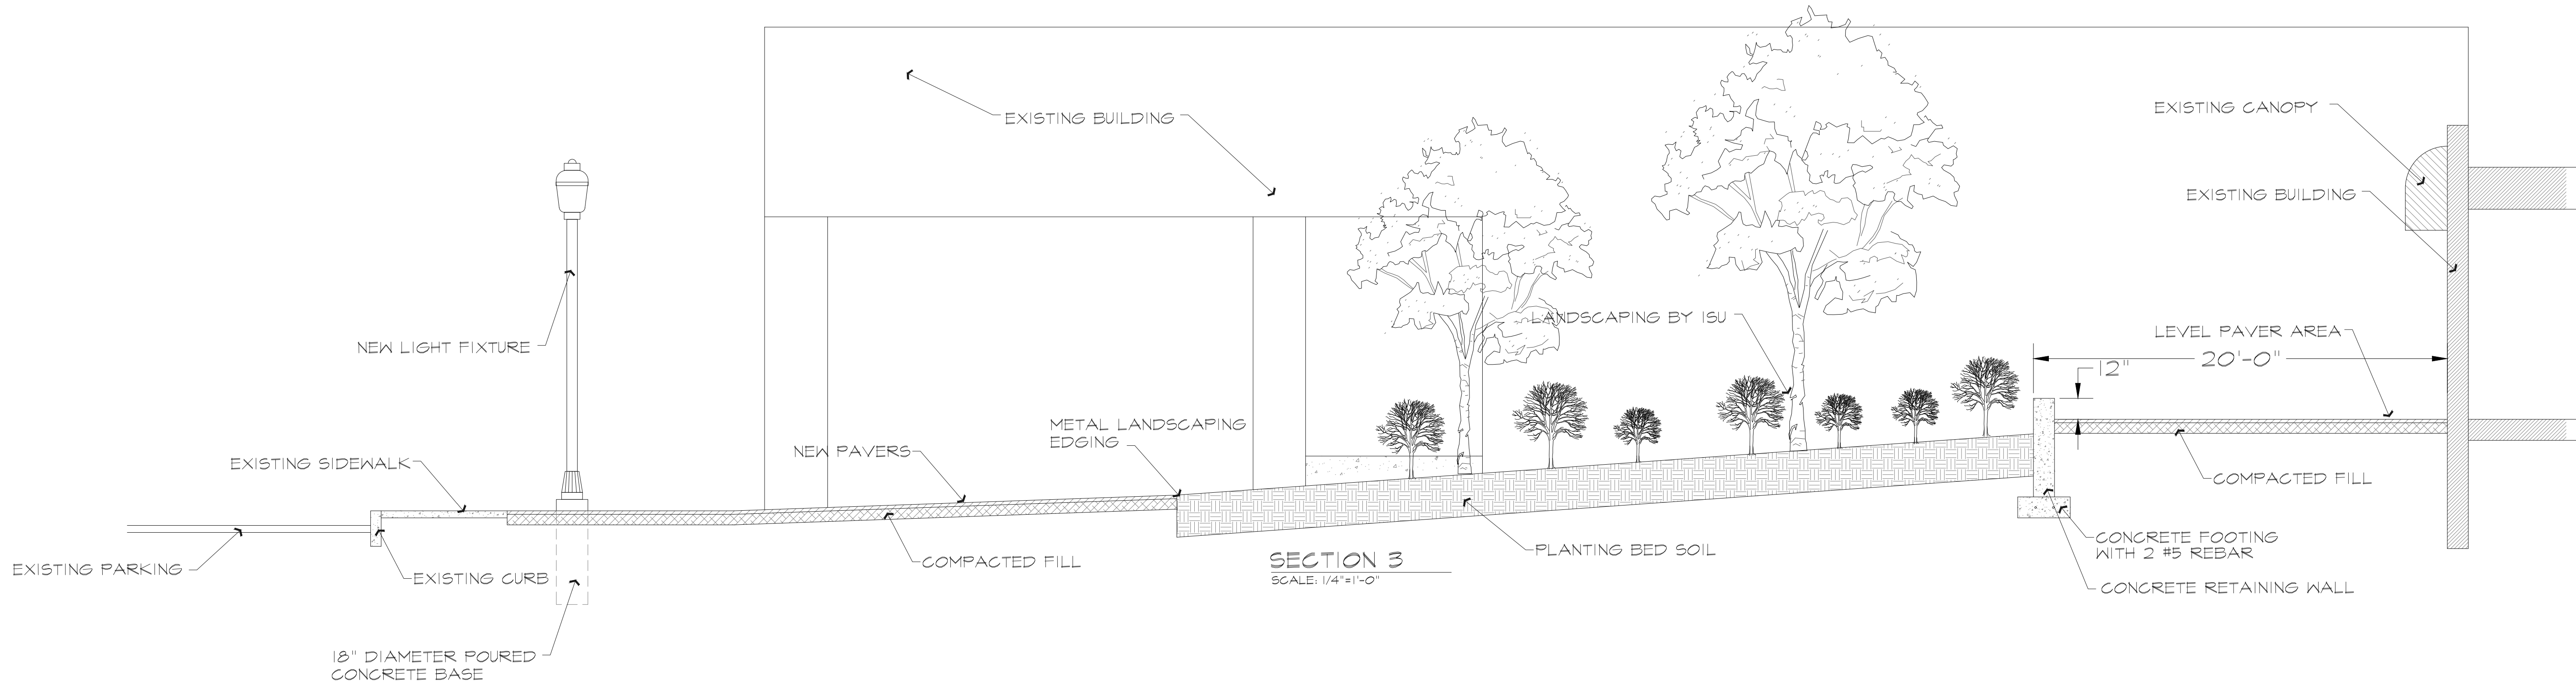 EXISTING BUILDING
EXISTING CANOPY
EXISTING BUILDING
NEW LIGHT FIXTURE
LANDSCAPING BY ISU
LEVEL PAVER AREA
20'-0"
12"
METAL LANDSCAPING
EDGING
NEW PAVERS
EXISTING SIDEWALK
COMPACTED FILL
EXISTING PARKING
EXISTING CURB
COMPACTED FILL
SECTION 3
SCALE: 1/4"=1'-0"
PLANTING BED SOIL
CONCRETE FOOTING
WITH 2 #5 REBAR
CONCRETE RETAINING WALL
18" DIAMETER POURED
CONCRETE BASE